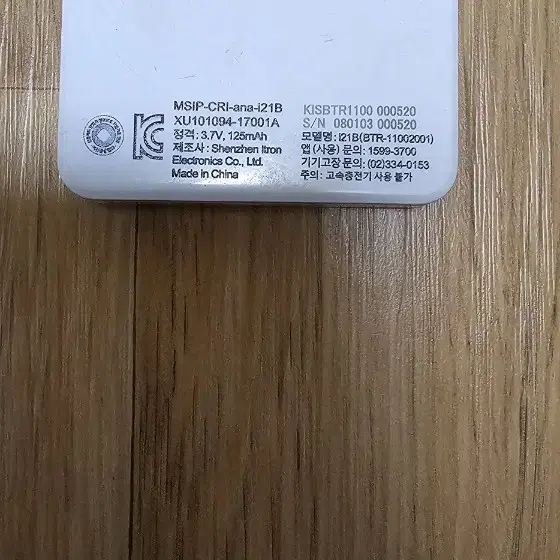 MSIP-CRI-ana-i21B
XU101094-17001A
정격: 3.7V, 125mAh
제조사: Shenzhen Itron
Electronics Co., Ltd.
Made in China
KISBTR1100 000520
S/N 080103 000520
모델명: i21B(BTR-11002001)
앱(사용) 문의: 1599-3700
기기고장 문의: (02)334-0153
주의: 고속충전기 사용 불가